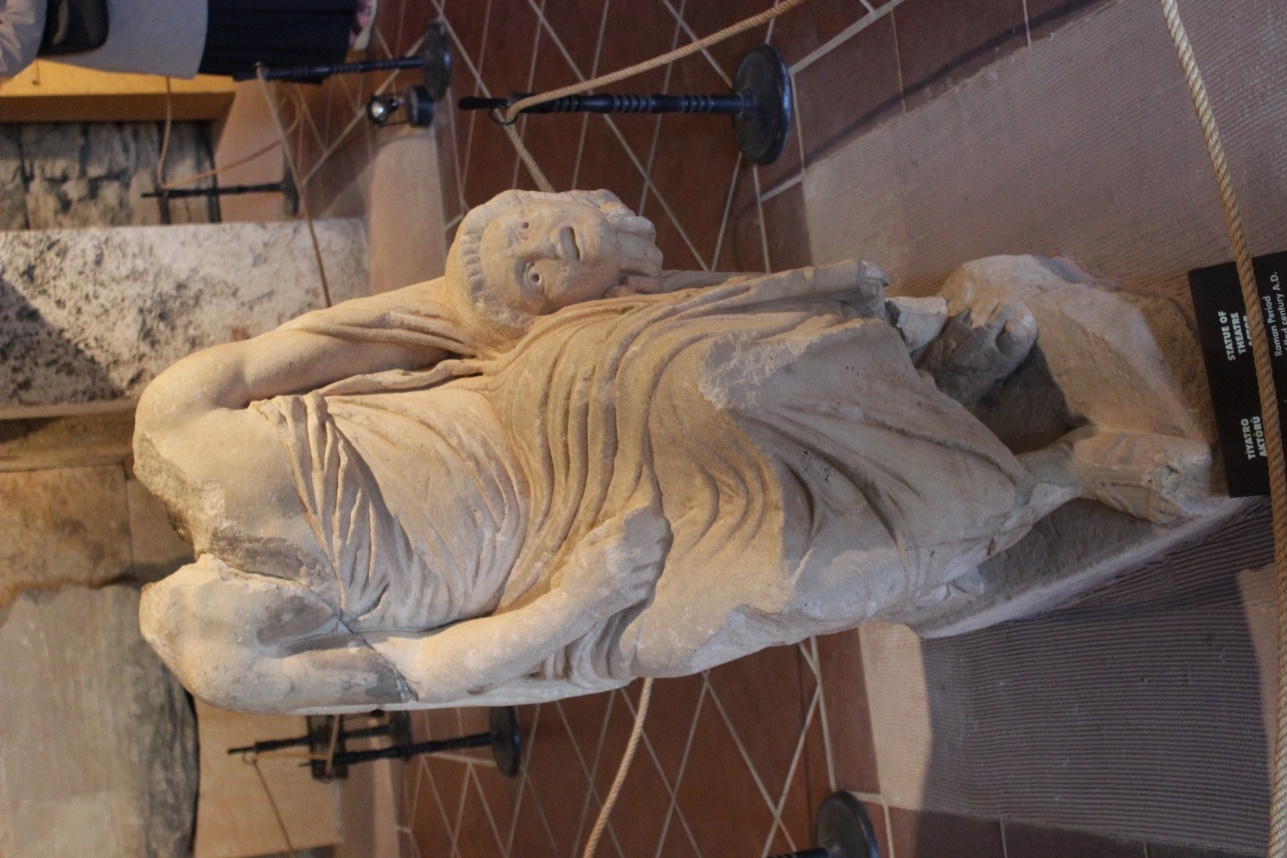 TİYATRO
AKTÖRÜ
STATUE OF
THEATRE
Roman Period
century A.D.